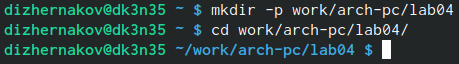 dizhernakov@dk3n35 ~ $ mkdir -p work/arch-pc/lab04
dizhernakov@dk3n35 ~ $ cd work/arch-pc/lab04/
dizhernakov@dk3n35 ~/work/arch-pc/lab04 $